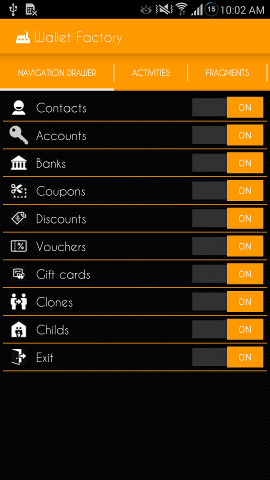 15 10:02 AM
Wallet Factory
NAVIGATION DRAWER ACTIVITIES FRAGMENTS
Contacts ON
Accounts ON
Banks ON
Coupons ON
Discounts ON
Vouchers ON
Gift cards ON
Clones ON
Childs ON
Exit ON